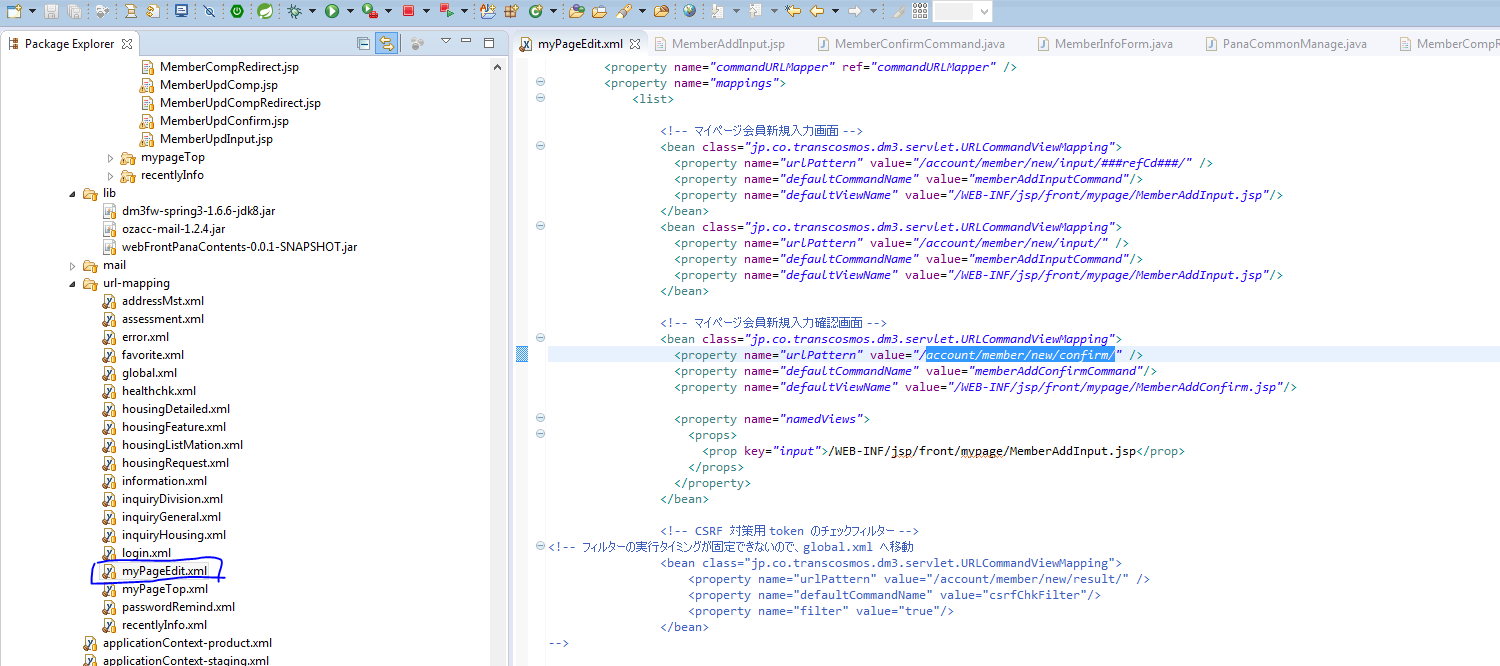 Package Explorer
MemberCompRedirect.jsp
MemberUpdComp.jsp
MemberUpdCompRedirect.jsp
MemberUpdConfirm.jsp
MemberUpdInput.jsp
mypageTop
recentlyInfo
lib
dm3fw-spring3-1.6.6-jdk8.jar
ozacc-mail-1.2.4.jar
webFrontPanaContents-0.0.1-SNAPSHOT.jar
mail
url-mapping
addressMst.xml
assessment.xml
error.xml
favorite.xml
global.xml
healthchk.xml
housingDetailed.xml
housingFeature.xml
housingListMation.xml
housingRequest.xml
information.xml
inquiryDivision.xml
inquiryGeneral.xml
inquiryHousing.xml
login.xml
myPageEdit.xml
myPageTop.xml
passwordRemind.xml
recentlyInfo.xml
applicationContext-product.xml
applicationContext-staging.xml
myPageEdit.xml MemberAddInput.jsp MemberConfirmCommand.java MemberInfoForm.java PanaCommonManage.java MemberCompR
<property name="commandURLMapper" ref="commandURLMapper" />
<property name="mappings">
<list>
<!-- マイページ会員新規入力画面 -->
<bean class="jp.co.transcosmos.dm3.servlet.URLCommandViewMapping">
<property name="urlPattern" value="/account/member/new/input/###refCd###/" />
<property name="defaultCommandName" value="memberAddInputCommand"/>
<property name="defaultViewName" value="/WEB-INF/jsp/front/mypage/MemberAddInput.jsp"/>
</bean>
<bean class="jp.co.transcosmos.dm3.servlet.URLCommandViewMapping">
<property name="urlPattern" value="/account/member/new/input/" />
<property name="defaultCommandName" value="memberAddInputCommand"/>
<property name="defaultViewName" value="/WEB-INF/jsp/front/mypage/MemberAddInput.jsp"/>
</bean>
<!-- マイページ会員新規入力確認画面 -->
<bean class="jp.co.transcosmos.dm3.servlet.URLCommandViewMapping">
<property name="urlPattern" value="/account/member/new/confirm/" />
<property name="defaultCommandName" value="memberAddConfirmCommand"/>
<property name="defaultViewName" value="/WEB-INF/jsp/front/mypage/MemberAddConfirm.jsp"/>
<property name="namedViews">
<props>
<prop key="input">/WEB-INF/jsp/front/mypage/MemberAddInput.jsp</prop>
</props>
</property>
</bean>
<!-- CSRF 対策用 token のチェックフィルター -->
<!-- フィルターの実行タイミングが固定できないので、global.xml へ移動
<bean class="jp.co.transcosmos.dm3.servlet.URLCommandViewMapping">
<property name="urlPattern" value="/account/member/new/result/" />
<property name="defaultCommandName" value="csrfChkFilter"/>
<property name="filter" value="true"/>
</bean>
-->